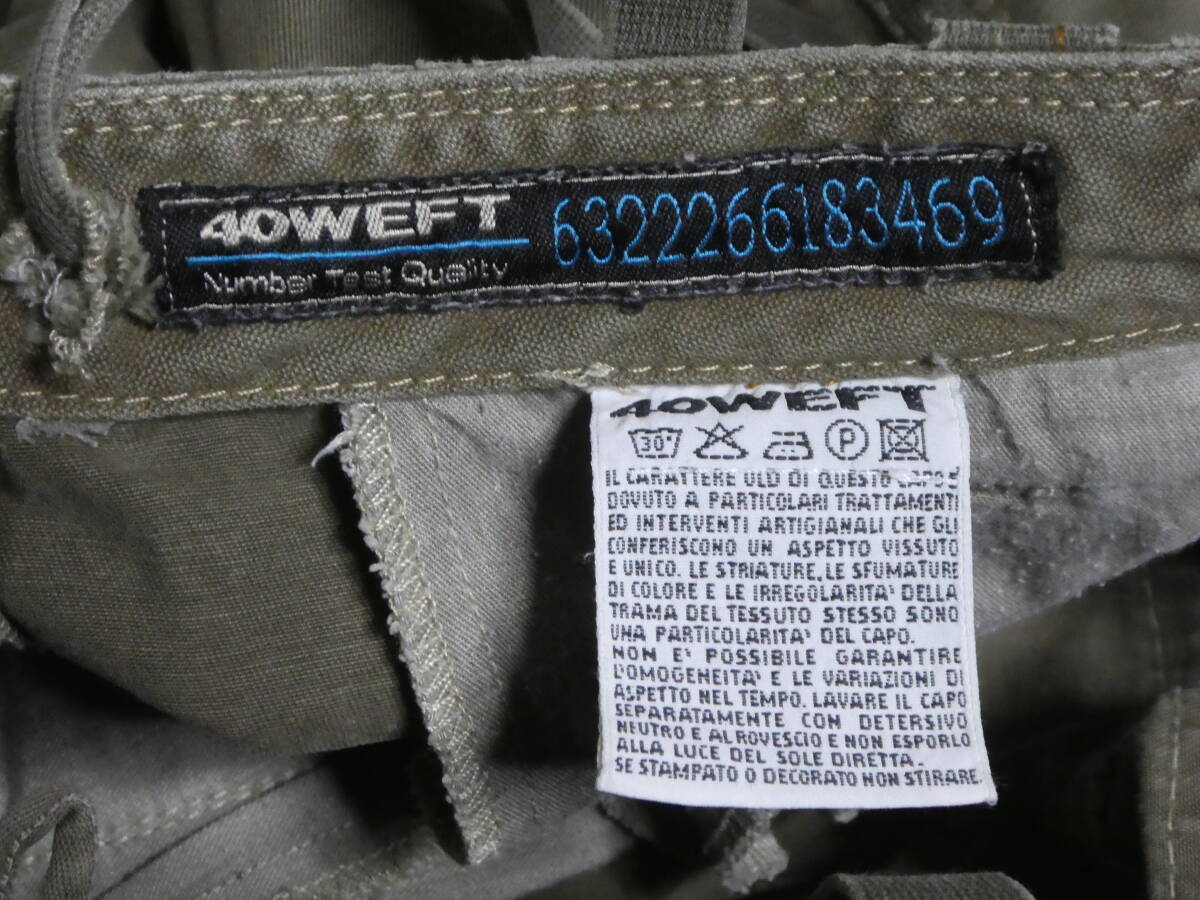 40WEFT
Number Test Quality
6322266183469
40WEFT
30°
P
IL CARATTERE ULD DI QUESTO CAPO E'
DOVUTO A PARTICOLARI TRATTAMENTI
ED INTERVENTI ARTIGIANALI CHE GLI
CONFERISCONO UN ASPETTO VISSUTO
E UNICO. LE STRIATURE, LE SFUMATURE
DI COLORE E LE IRREGOLARITA' DELLA
TRAMA DEL TESSUTO STESSO SONO
UNA PARTICOLARITA' DEL CAPO.
NON E' POSSIBILE GARANTIRE
L'OMOGENEITA' E LE VARIAZIONI DI
ASPETTO NEL TEMPO. LAVARE IL CAPO
SEPARATAMENTE CON DETERSIVO
NEUTRO E AL ROVESCIO E NON ESPORLO
ALLA LUCE DEL SOLE DIRETTA.
SE STAMPATO O DECORATO NON STIRARE.